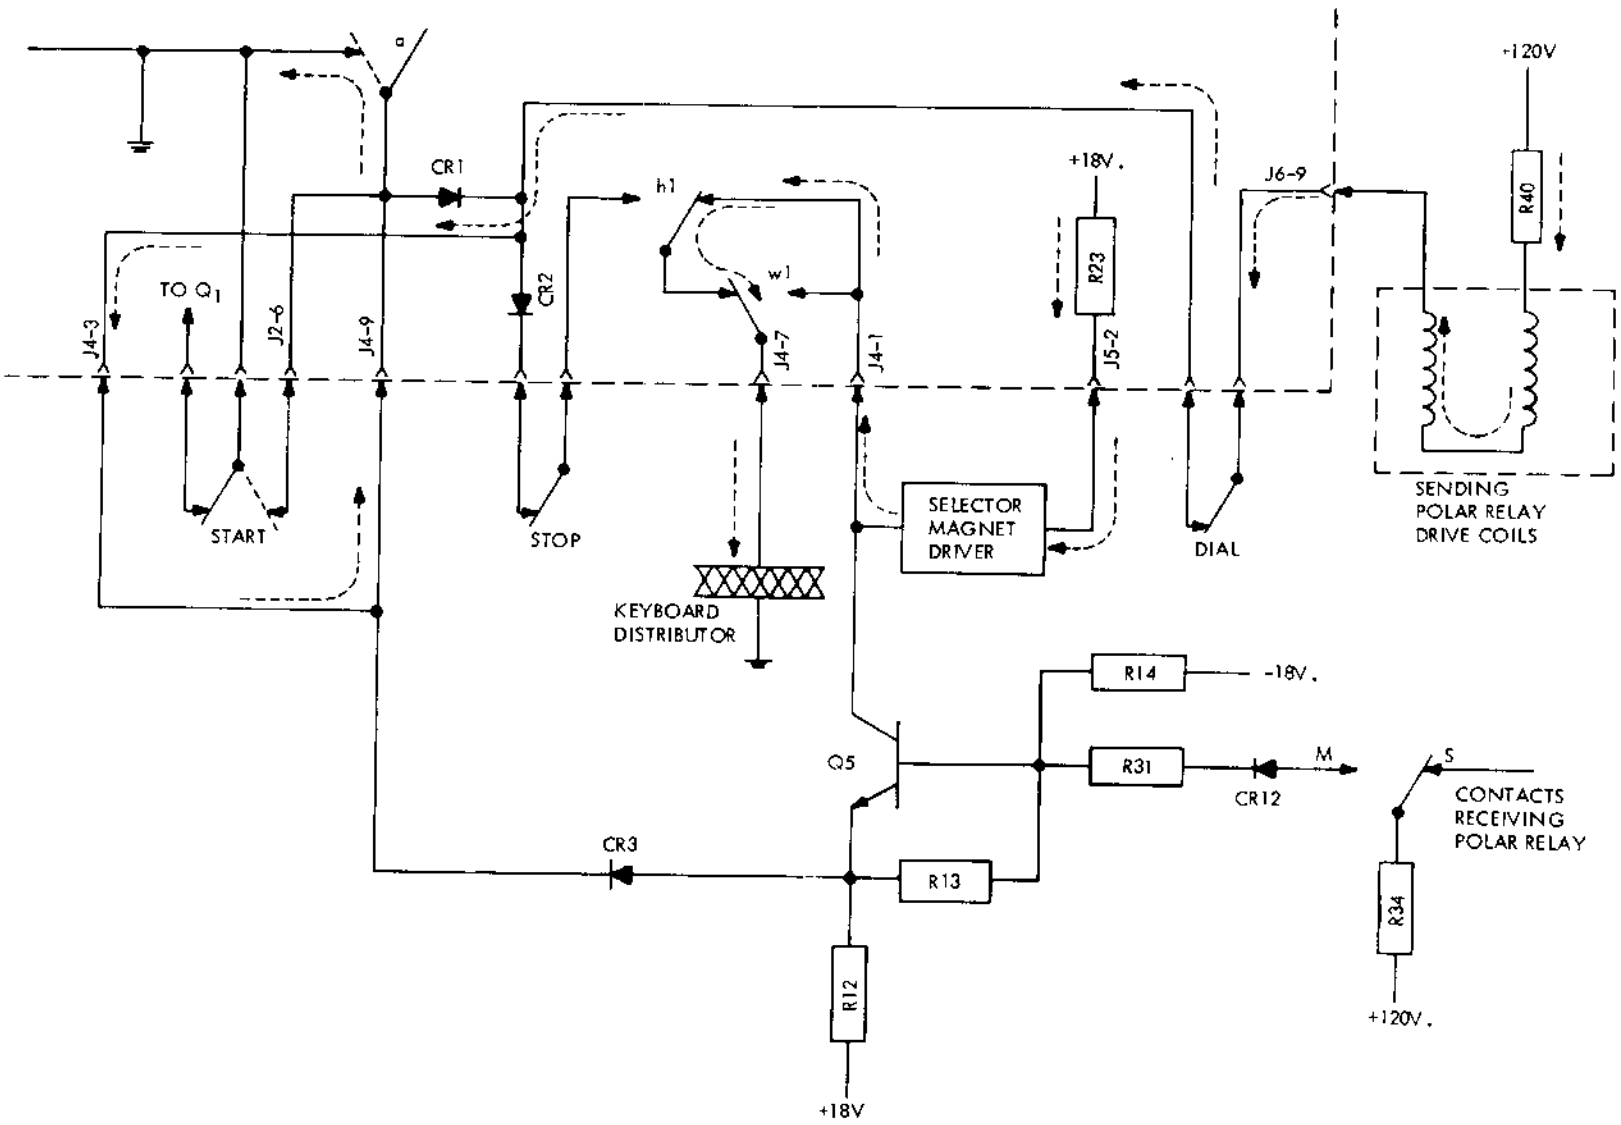 a
+120V
CR1
h1
+18V.
J6-9
R40
R23
w1
CR2
TO Q1
J4-3
J2-6
J4-9
J4-7
J4-1
J5-2
START
STOP
SELECTOR
MAGNET
DRIVER
DIAL
SENDING
POLAR RELAY
DRIVE COILS
KEYBOARD
DISTRIBUTOR
R14
-18V.
Q5
R31
CR12
M
S
CONTACTS
RECEIVING
POLAR RELAY
CR3
R13
R34
R12
+120V.
+18V